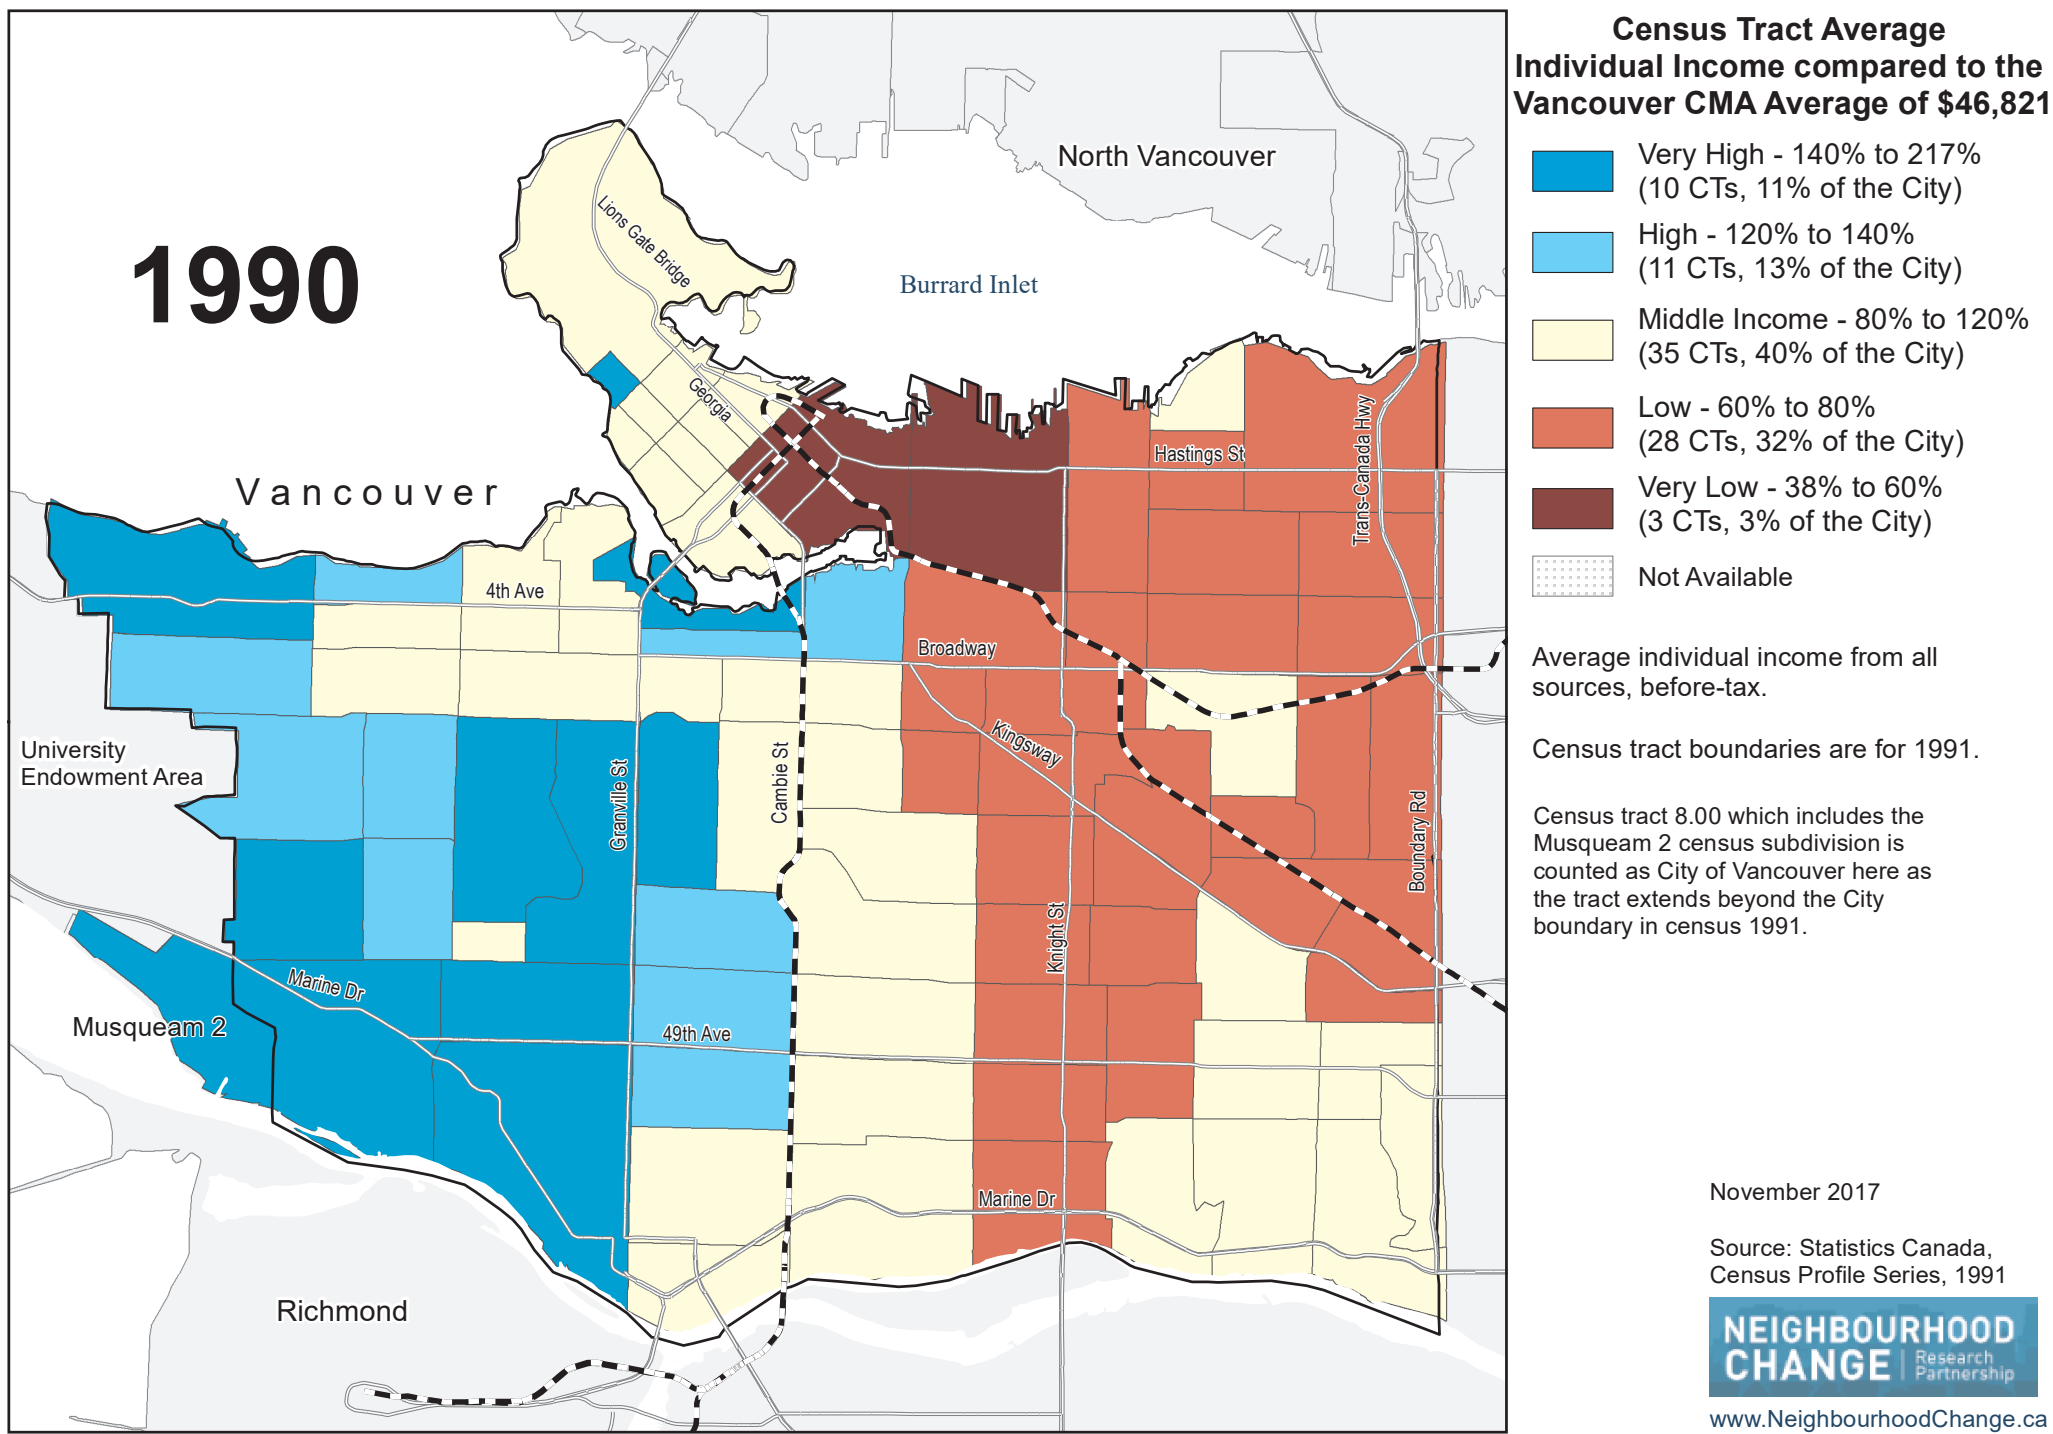 Census Tract Average
Individual Income compared to the
Vancouver CMA Average of $46,821
Very High - 140% to 217%
(10 CTs, 11% of the City)
High - 120% to 140%
(11 CTs, 13% of the City)
Middle Income - 80% to 120%
(35 CTs, 40% of the City)
Low - 60% to 80%
(28 CTs, 32% of the City)
Very Low - 38% to 60%
(3 CTs, 3% of the City)
Not Available
Average individual income from all
sources, before-tax.
Census tract boundaries are for 1991.
Census tract 8.00 which includes the
Musqueam 2 census subdivision is
counted as City of Vancouver here as
the tract extends beyond the City
boundary in census 1991.
November 2017
Source: Statistics Canada,
Census Profile Series, 1991
NEIGHBOURHOOD
CHANGE
Research
Partnership
www.NeighbourhoodChange.ca
1990
North Vancouver
Lions Gate Bridge
Burrard Inlet
Georgia
Hastings St
Trans-Canada Hwy
Vancouver
4th Ave
Broadway
University
Endowment Area
Granville St
Cambie St
Kingsway
Boundary Rd
Knight St
Marine Dr
Musqueam 2
49th Ave
Marine Dr
Richmond